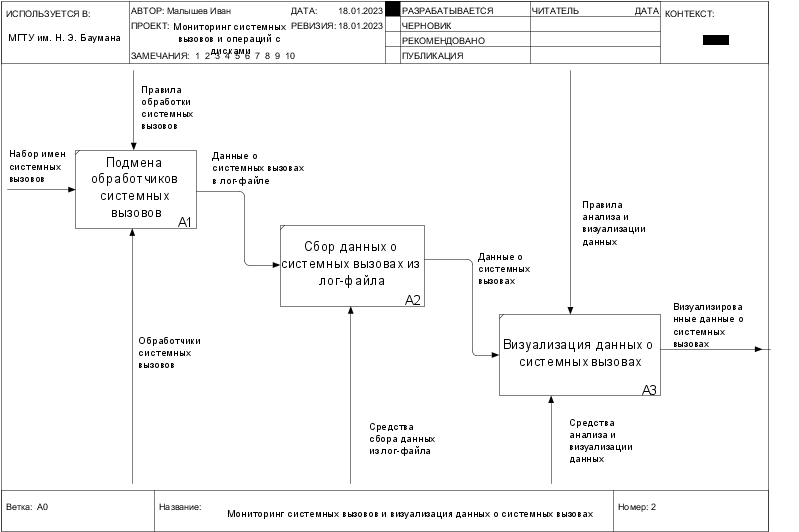 ИСПОЛЬЗУЕТСЯ В:
МГТУ им. Н. Э. Баумана
АВТОР: Малышев Иван
ДАТА: 18.01.2023
ПРОЕКТ: Мониторинг системных
вызовов и операций с
дисками
РЕВИЗИЯ: 18.01.2023
ЗАМЕЧАНИЯ: 1 2 3 4 5 6 7 8 9 10
РАЗРАБАТЫВАЕТСЯ
ЧЕРНОВИК
РЕКОМЕНДОВАНО
ПУБЛИКАЦИЯ
ЧИТАТЕЛЬ ДАТА
КОНТЕКСТ:
Правила
обработки
системных
вызовов
Набор имен
системных
вызовов
Подмена
обработчиков
системных
вызовов
A1
Данные о
системных вызовах
в лог-файле
Обработчики
системных
вызовов
Сбор данных о
системных вызовах из
лог-файла
A2
Данные о
системных
вызовах
Средства
сбора данных
из лог-файла
Правила
анализа и
визуализации
данных
Визуализация данных о
системных вызовах
A3
Визуализирова
нные данные о
системных
вызовах
Средства
анализа и
визуализации
данных
Ветка: A0
Название:
Мониторинг системных вызовов и визуализация данных о системных вызовах
Номер: 2